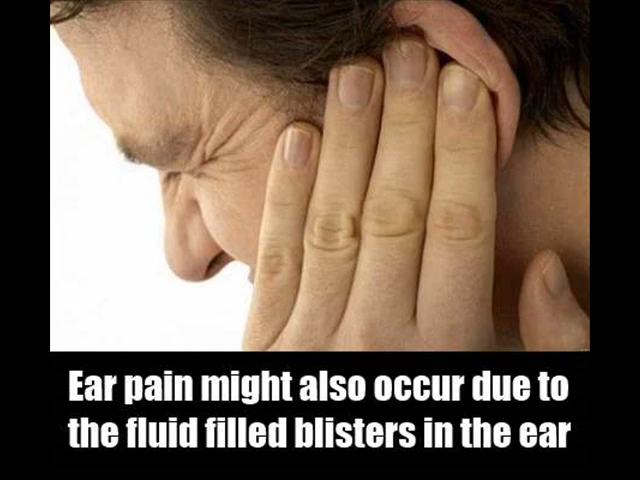 Ear pain might also occur due to
the fluid filled blisters in the ear